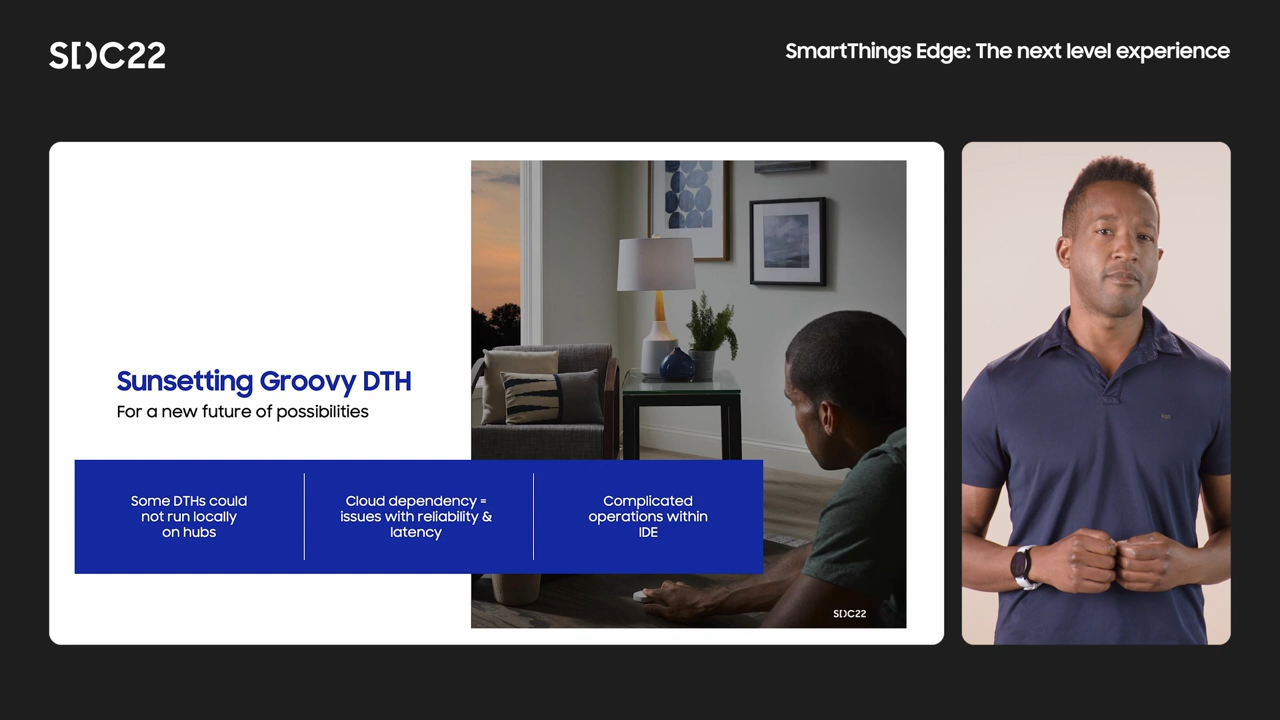 SDC22
SmartThings Edge: The next level experience
Sunsetting Groovy DTH
For a new future of possibilities
Some DTHs could
not run locally
on hubs
Cloud dependency =
issues with reliability &
latency
Complicated
operations within
IDE
SDC22